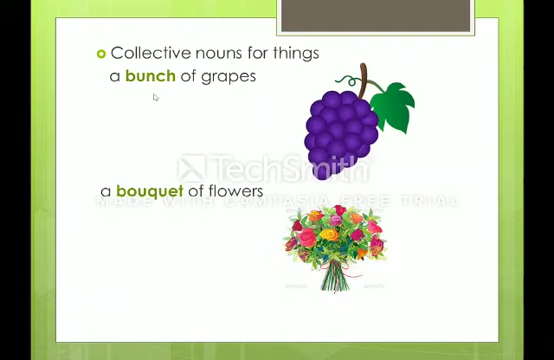 Collective nouns for things
a bunch of grapes
TechSmith
MADE WITH CAMTASIA FREE TRIAL
a bouquet of flowers